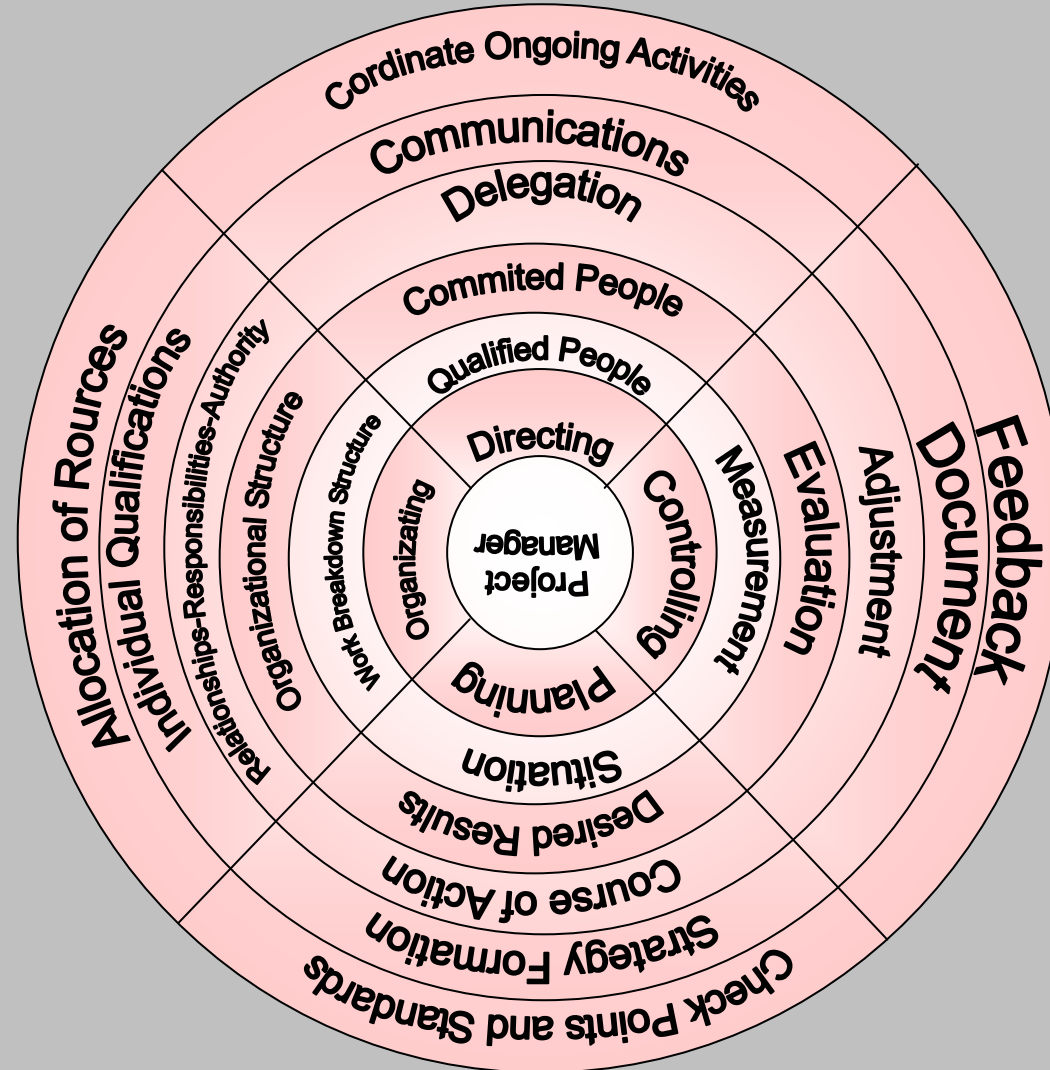 Cordinate Ongoing Activities
Communications
Delegation
Commited People
Qualified People
Directing
Controlling
Measurement
Evaluation
Adjustment
Document
Feedback
Project
Manager
Planning
Situation
Desired Results
Course of Action
Strategy Formation
Check Points and Standards
Organizating
Work Breakdown Structure
Organizational Structure
Relationships-Responsibilities-Authority
Individual Qualifications
Allocation of Rources